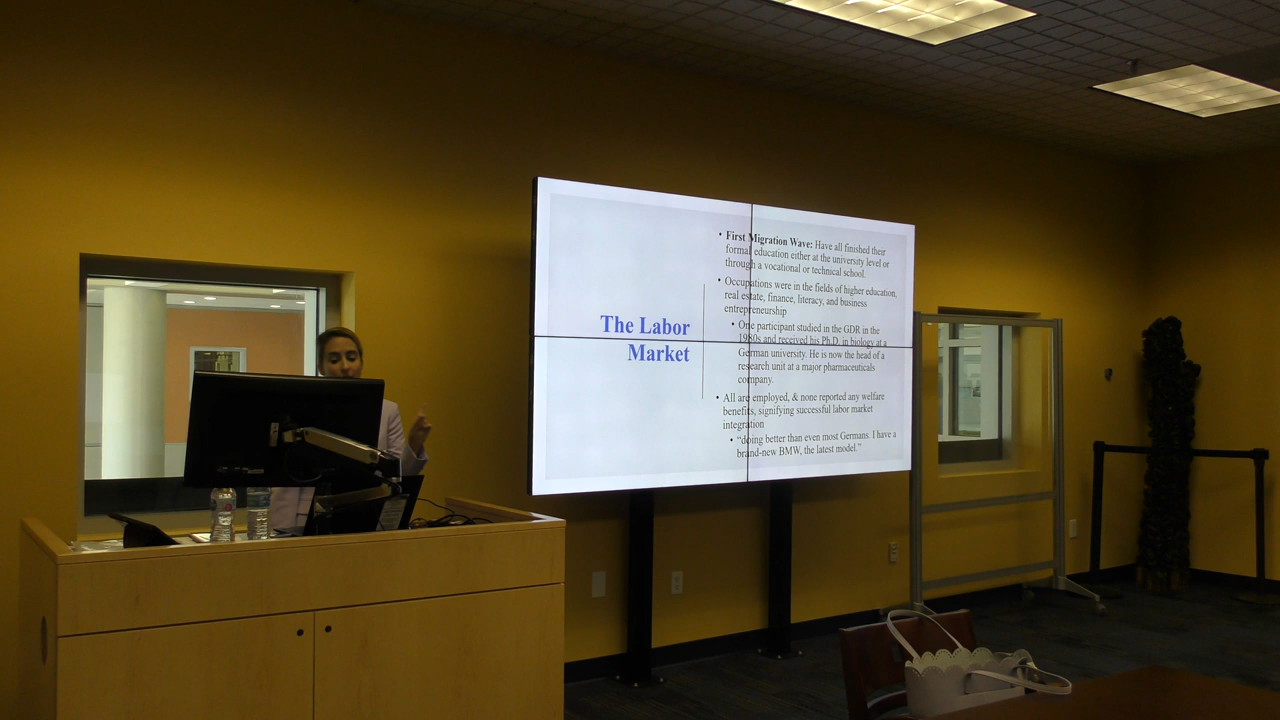 The Labor
Market
• First Migration Wave: Have all finished their
formal education either at the university level or
through a vocational or technical school.
• Occupations were in the fields of higher education,
real estate, finance, literacy, and business
entrepreneurship
• One participant studied in the GDR in the
1980s and received his Ph.D. in biology at a
German university. He is now the head of a
research unit at a major pharmaceuticals
company.
• All are employed, & none reported any welfare
benefits, signifying successful labor market
integration
• “doing better than even most Germans. I have a
brand-new BMW, the latest model.”